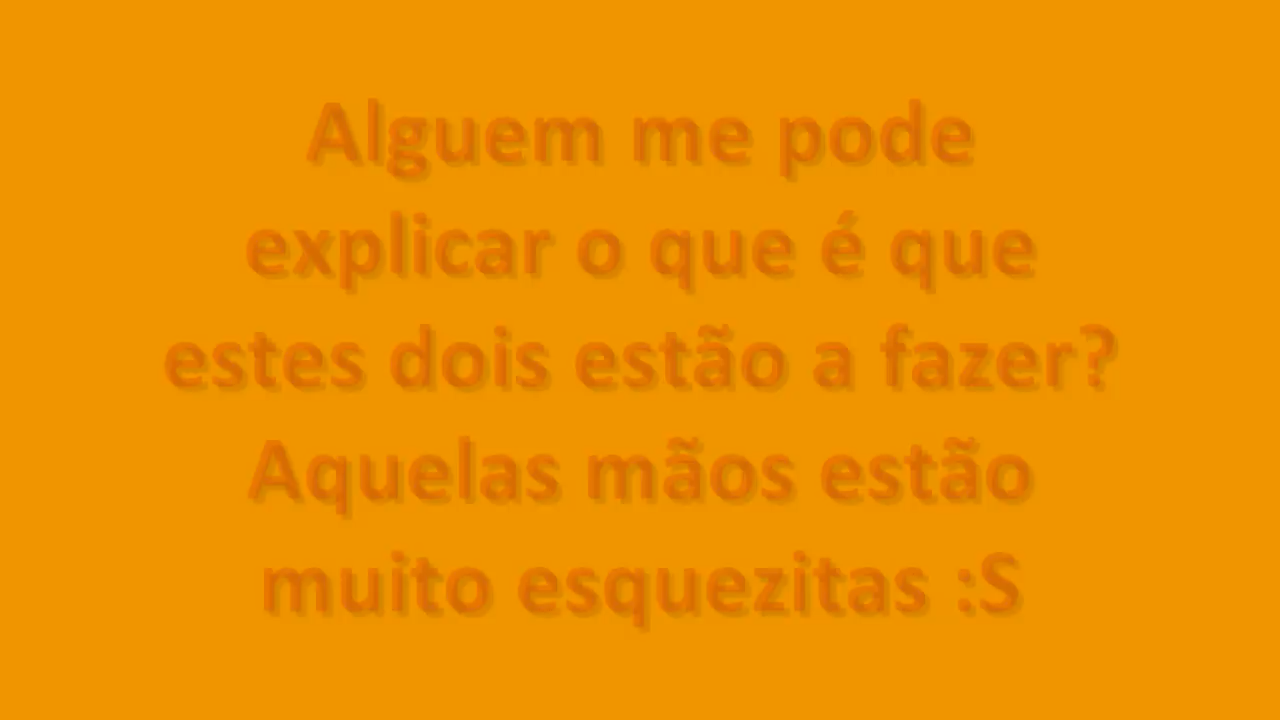 Alguem me pode
explicar o que é que
estes dois estão a fazer?
Aquelas mãos estão
muito esquezitas :S